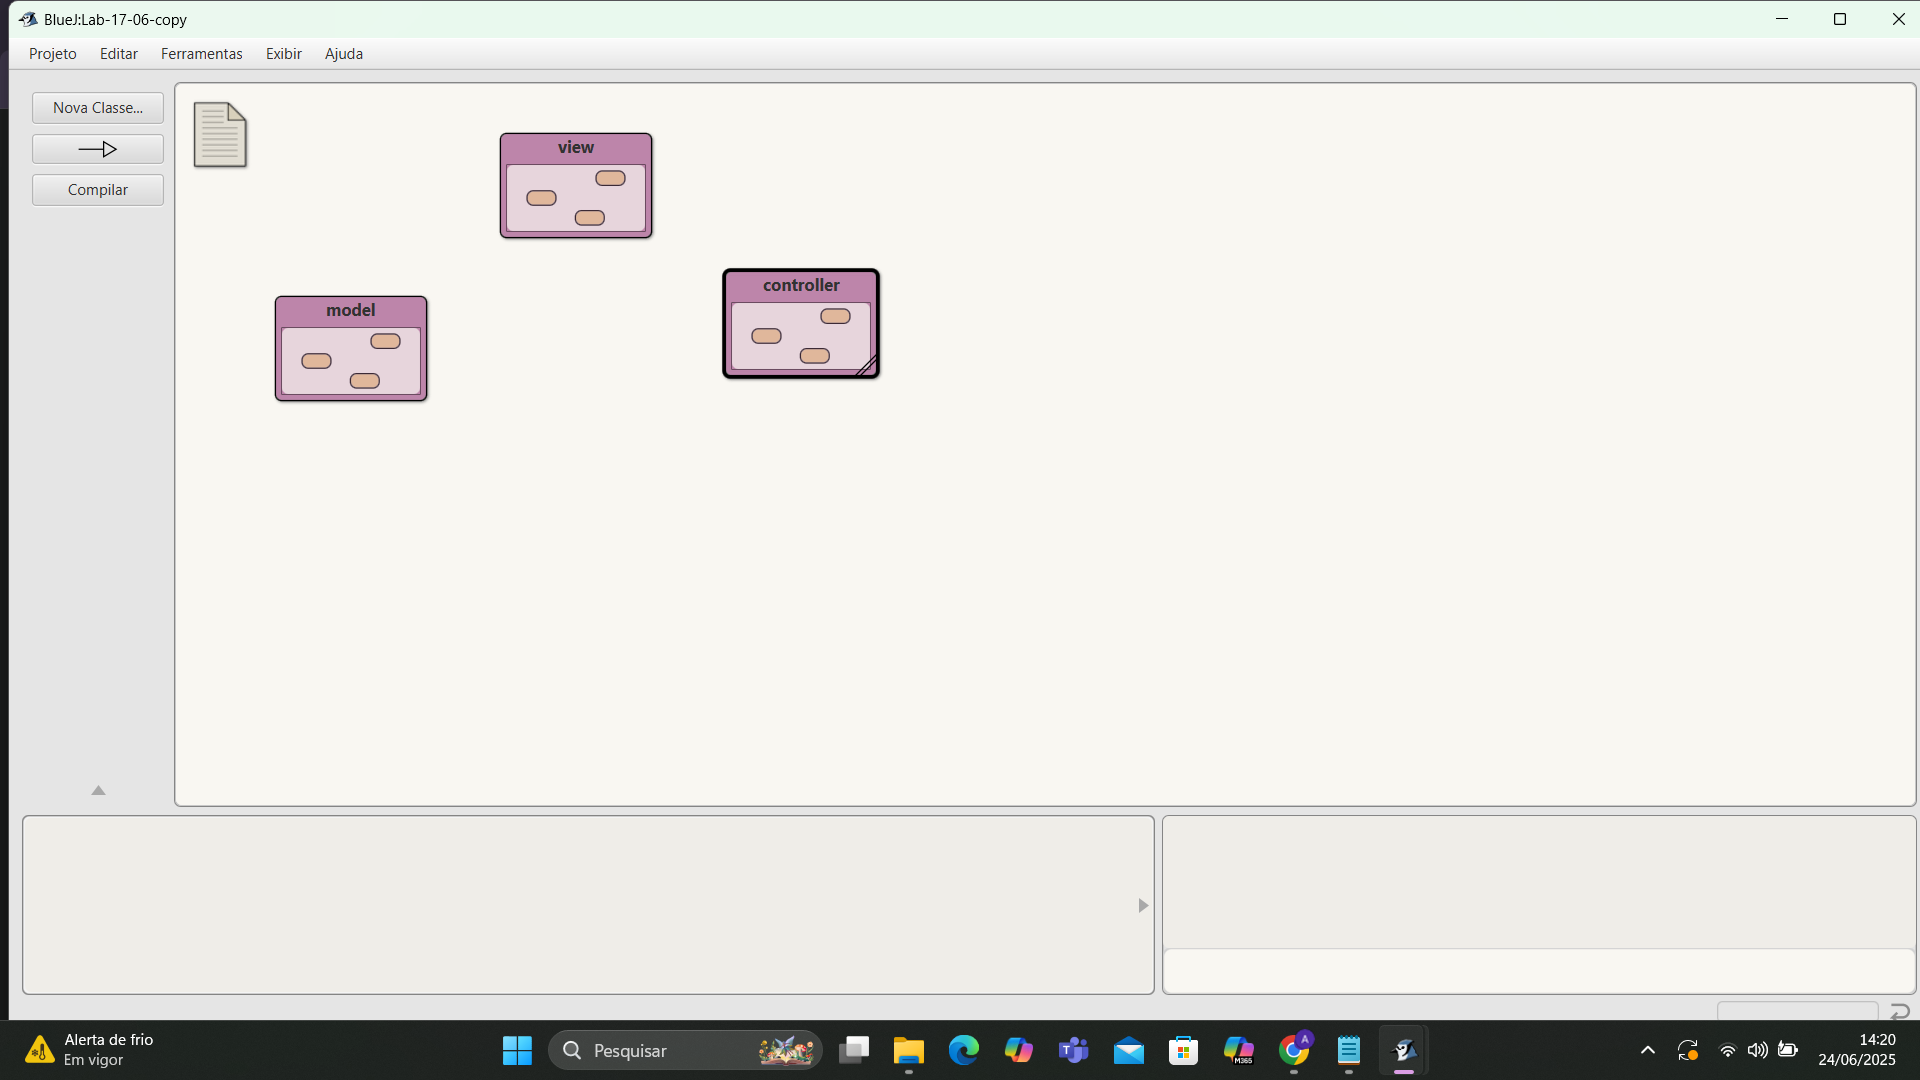 BlueJ:Lab-17-06-copy
Projeto
Editar
Ferramentas
Exibir
Ajuda
Nova Classe...
Compilar
view
model
controller
Alerta de frio
Em vigor
Pesquisar
M365
A
14:20
24/06/2025